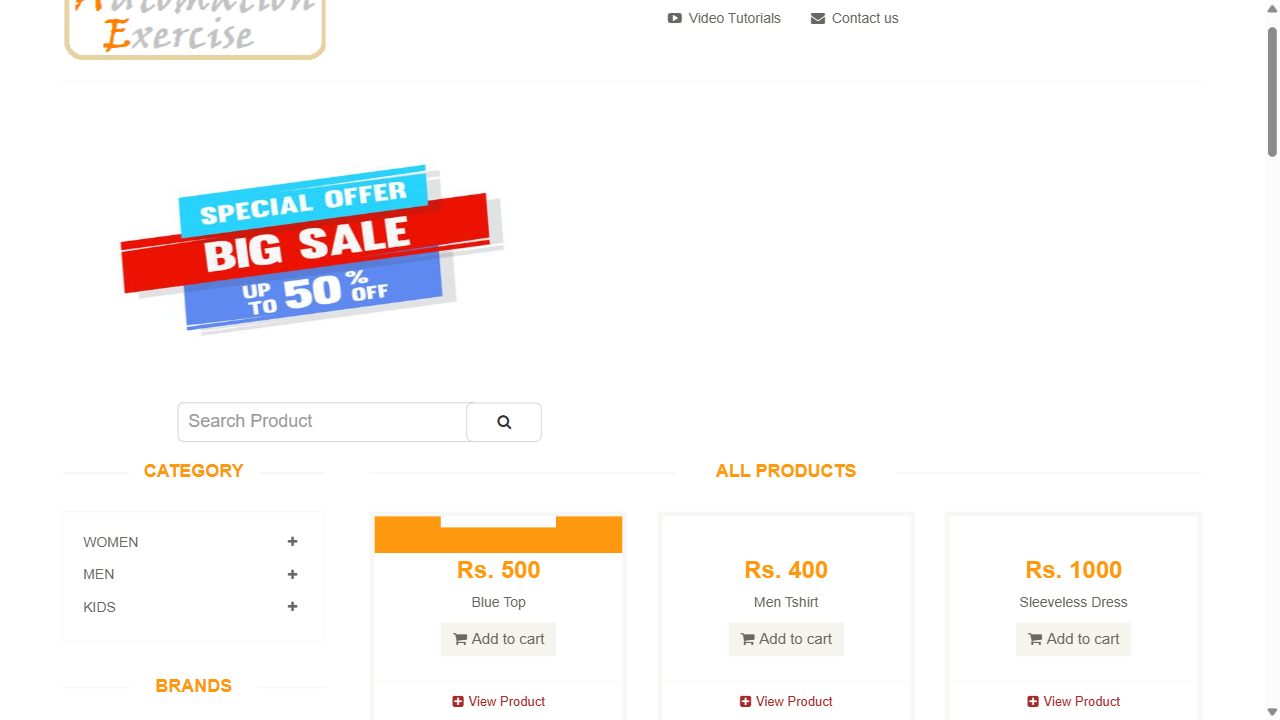 Automation
Exercise
Video Tutorials
Contact us
SPECIAL OFFER
BIG SALE
UP TO 50% OFF
Search Product
CATEGORY
WOMEN
MEN
KIDS
BRANDS
ALL PRODUCTS
Rs. 500
Blue Top
Add to cart
View Product
Rs. 400
Men Tshirt
Add to cart
View Product
Rs. 1000
Sleeveless Dress
Add to cart
View Product